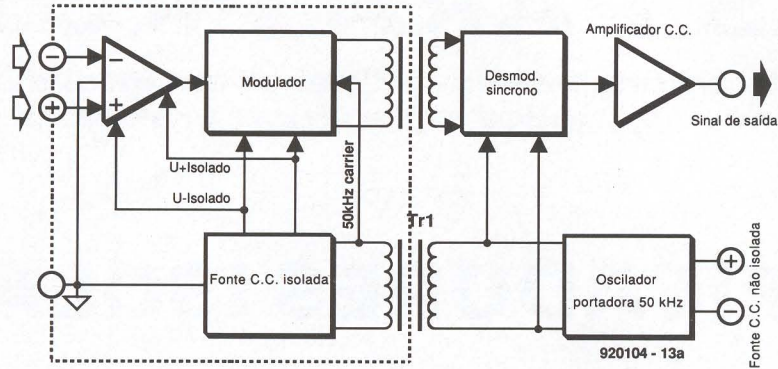 Amplificador C.C.
Modulador
Desmod.
sincrono
Sinal de saída
U+Isolado
U-Isolado
50kHz carrier
Tr1
Fonte C.C. isolada
Oscilador
portadora 50 kHz
Fonte C.C. não isolada
920104 - 13a